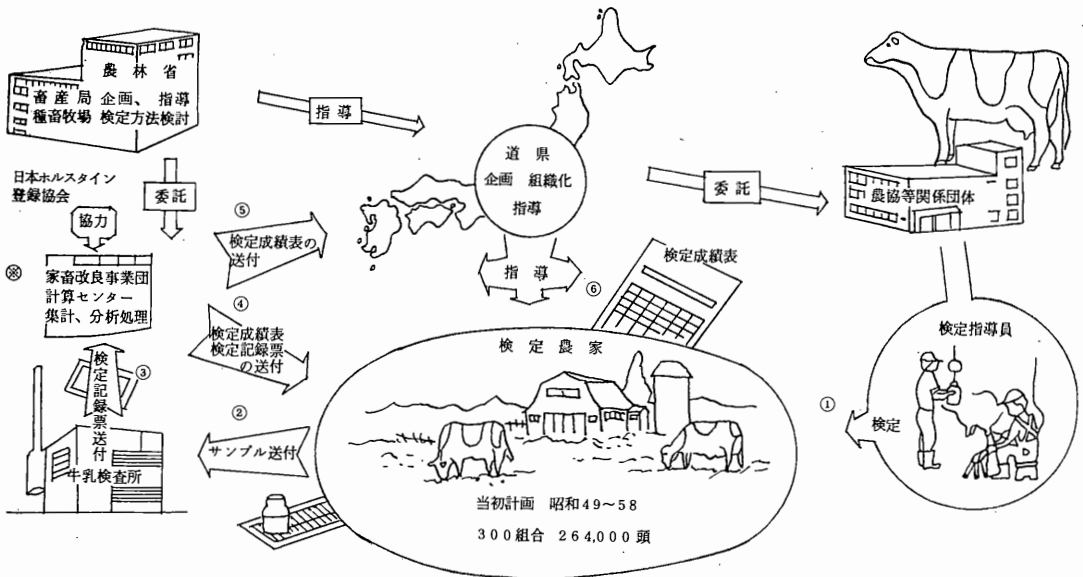 農林省
畜産局 企画、指導
種畜牧場 検定方法検討
指導
道県
企画 組織化
指導
委託
農協等関係団体
日本ホルスタイン
登録協会
委託
協力
⑤
検定成績表の
送付
※
家畜改良事業団
計算センター
集計、分析処理
④
検定成績表
検定記録票
の送付
指導
⑥
検定成績表
検定指導員
①
検定
③
検定記録票送付
②
サンプル送付
牛乳検査所
検定農家
当初計画 昭和49~58
300組合 264,000頭